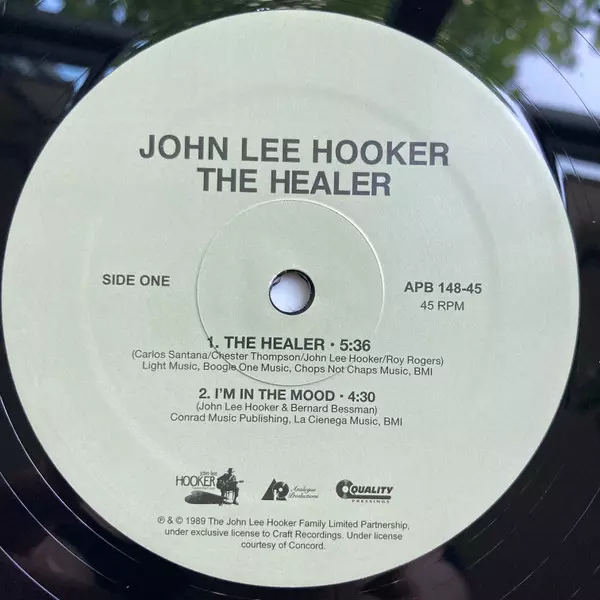 JOHN LEE HOOKER
THE HEALER
SIDE ONE
APB 148-45
45 RPM
1. THE HEALER • 5:36
(Carlos Santana/Chester Thompson/John Lee Hooker/Roy Rogers)
Light Music, Boogie One Music, Chops Not Chaps Music, BMI
2. I'M IN THE MOOD • 4:30
(John Lee Hooker & Bernard Bessman)
Conrad Music Publishing, La Cienega Music, BMI
john lee
HOOKER
AP Analogue
Productions
QUALITY
PRESSINGS
℗ & © 1989 The John Lee Hooker Family Limited Partnership,
under exclusive license to Craft Recordings. Under license
courtesy of Concord.